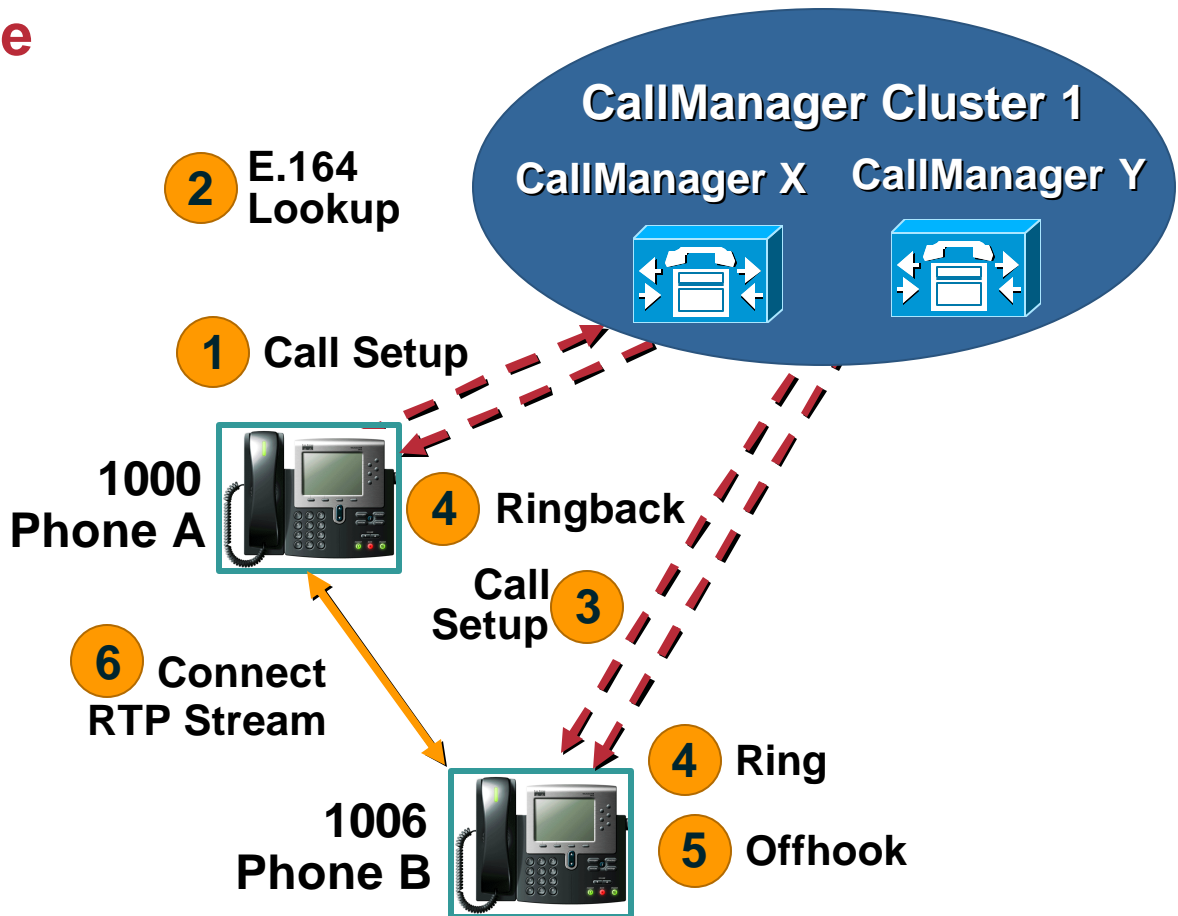 e
CallManager Cluster 1
CallManager X
CallManager Y
2
E.164
Lookup
1
Call Setup
1000
Phone A
4
Ringback
Call
Setup
3
6
Connect
RTP Stream
4
Ring
1006
Phone B
5
Offhook